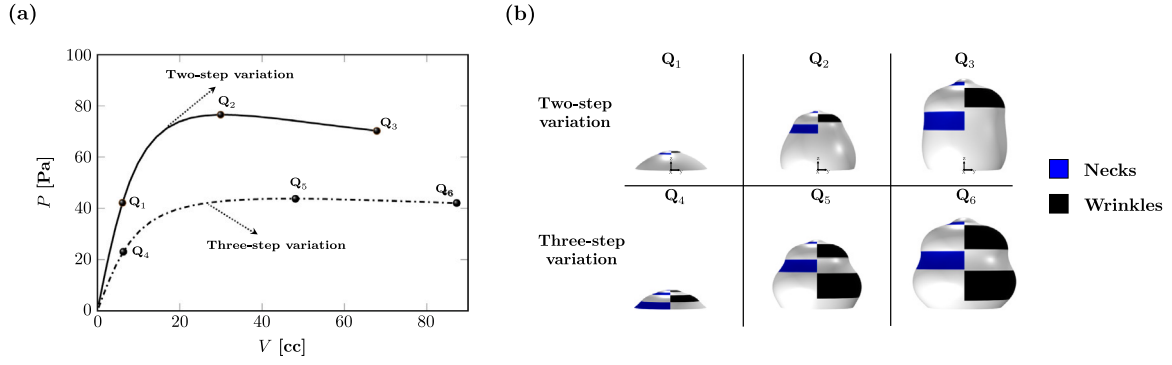 (a)
100
80
60
40
20
0
0
20
40
60
80
P [Pa]
V [cc]
Two-step variation
Q₂
Q₃
Q₁
Q₅
Q₆
Q₄
Three-step variation
(b)
Q₁
Q₂
Q₃
Two-step
variation
Q₄
Q₅
Q₆
Three-step
variation
Necks
Wrinkles